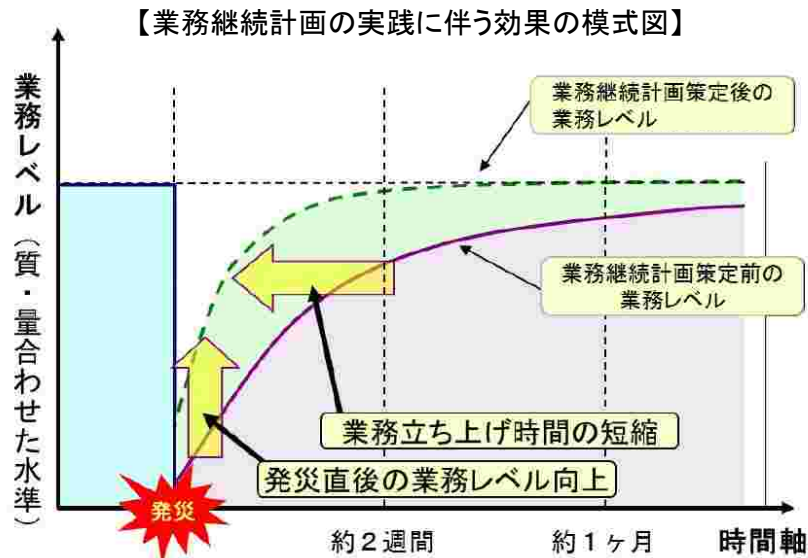 【業務継続計画の実践に伴う効果の模式図】
業務レベル（質・量合わせた水準）
業務継続計画策定後の
業務レベル
業務継続計画策定前の
業務レベル
業務立ち上げ時間の短縮
発災直後の業務レベル向上
発災
約２週間
約１ヶ月
時間軸